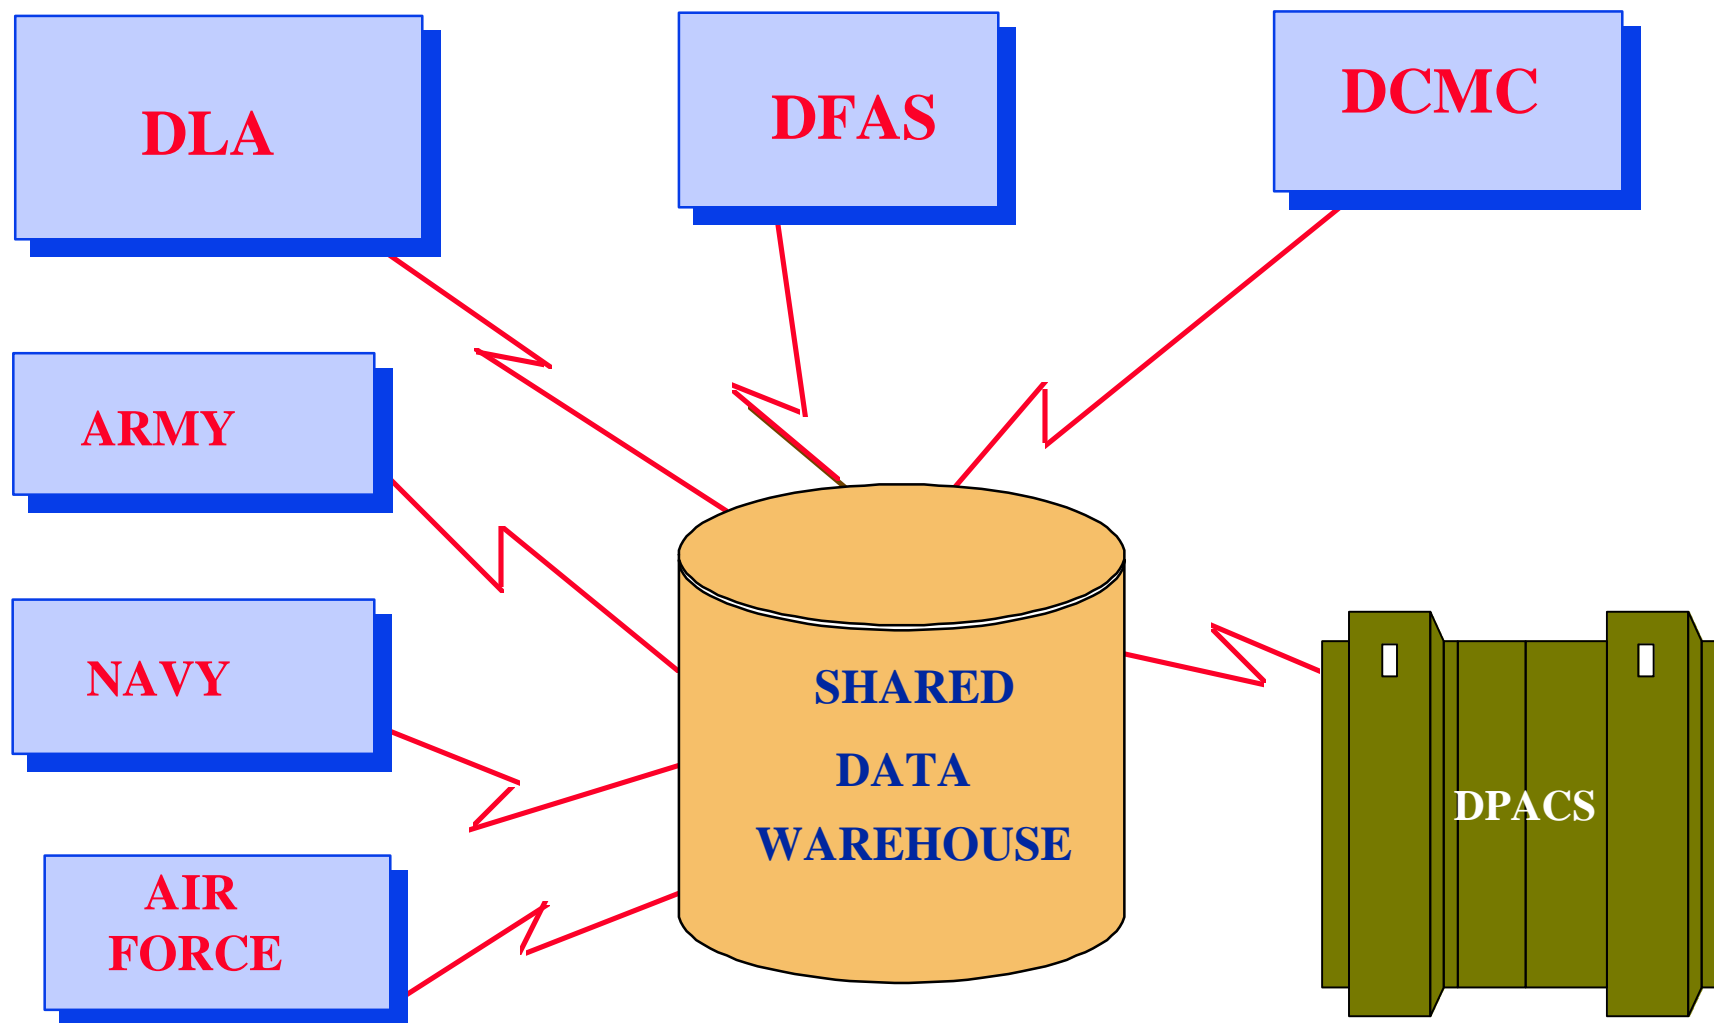 DLA
DFAS
DCMC
ARMY
NAVY
AIR
FORCE
SHARED
DATA
WAREHOUSE
DPACS